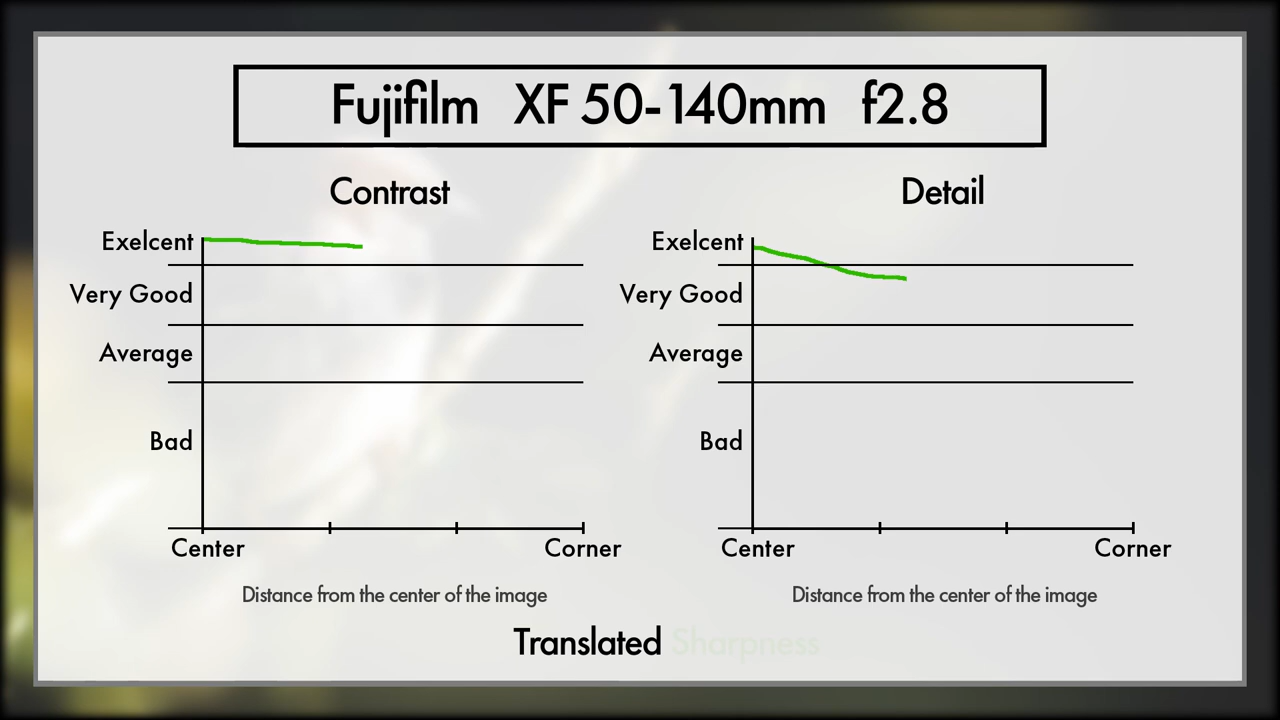 Fujifilm XF 50-140mm f2.8
Contrast
Exelcent
Very Good
Average
Bad
Center
Corner
Distance from the center of the image
Detail
Exelcent
Very Good
Average
Bad
Center
Corner
Distance from the center of the image
Translated Sharpness